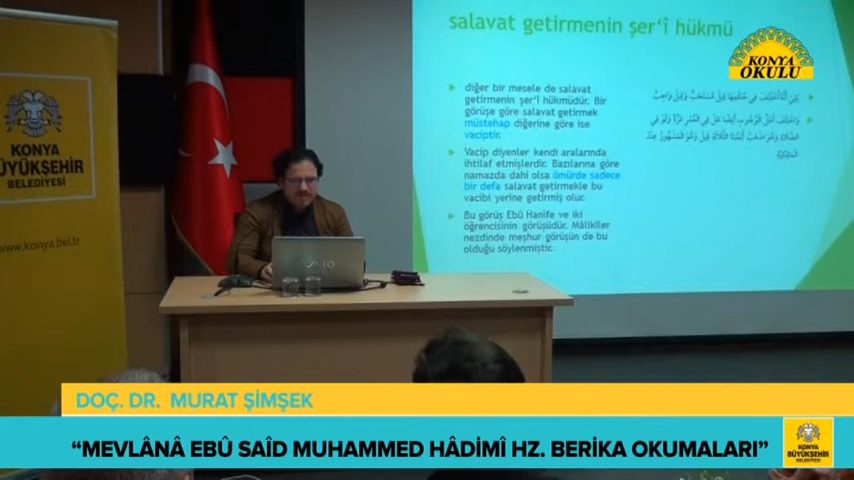 salavat getirmenin şer‘î hükmü
KONYA
OKULU
diğer bir mesele de salavat
getirmenin şer‘î hükmüdür. Bir
görüşe göre salavat getirmek
müstehap diğerine göre ise
vaciptir.
Vacip diyenler kendi aralarında
ihtilaf etmişlerdir. Bazılarına göre
namazda dahi olsa ömürde sadece
bir defa salavat getirmekle bu
vacibi yerine getirmiş olur.
Bu görüş Ebû Hanife ve iki
öğrencisinin görüşüdür. Mâlikîler
nezdinde meşhur görüşün de bu
olduğu söylenmiştir.
KONYA
BÜYÜKŞEHİR
BELEDİYESİ
www.konya.bel.tr
VAIO
DOÇ. DR. MURAT ŞİMŞEK
“MEVLÂNÂ EBÛ SAÎD MUHAMMED HÂDİMÎ HZ. BERİKA OKUMALARI”
KONYA
BÜYÜKŞEHİR
BELEDİYESİ